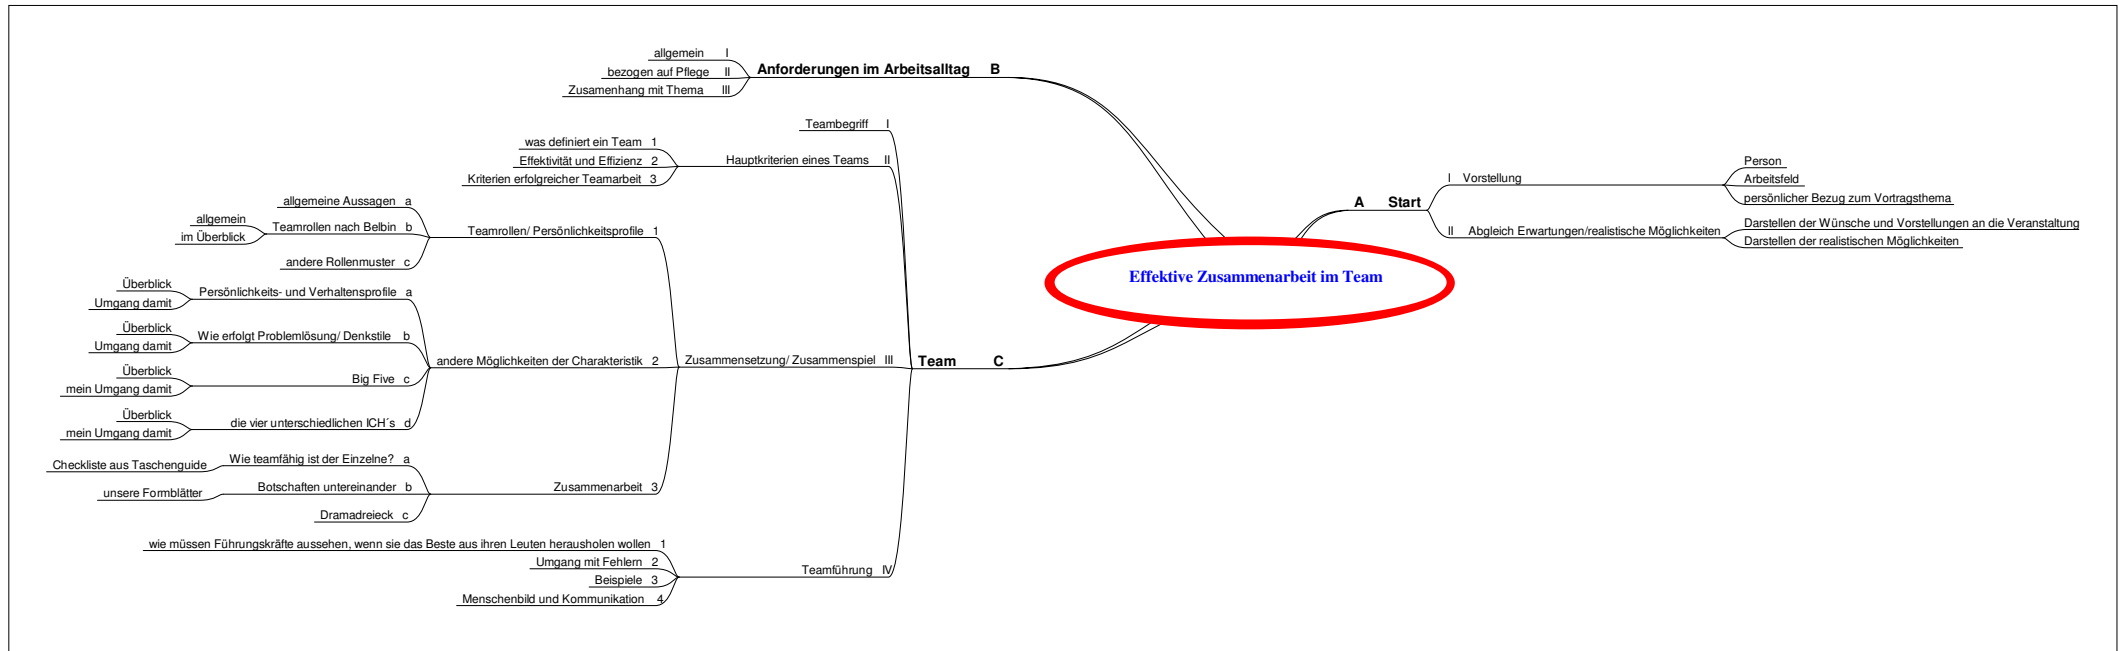 Effektive Zusammenarbeit im Team
A Start
I Vorstellung
Person
Arbeitsfeld
persönlicher Bezug zum Vortragsthema
II Abgleich Erwartungen/realistische Möglichkeiten
Darstellen der Wünsche und Vorstellungen an die Veranstaltung
Darstellen der realistischen Möglichkeiten
Anforderungen im Arbeitsalltag B
allgemein I
bezogen auf Pflege II
Zusamenhang mit Thema III
Team C
Teambegriff I
Hauptkriterien eines Teams II
was definiert ein Team 1
Effektivität und Effizienz 2
Kriterien erfolgreicher Teamarbeit 3
Zusammensetzung/ Zusammenspiel III
Teamrollen/ Persönlichkeitsprofile 1
allgemeine Aussagen a
Teamrollen nach Belbin b
allgemein
im Überblick
andere Rollenmuster c
andere Möglichkeiten der Charakteristik 2
Persönlichkeits- und Verhaltensprofile a
Überblick
Umgang damit
Wie erfolgt Problemlösung/ Denkstile b
Überblick
Umgang damit
Big Five c
Überblick
mein Umgang damit
die vier unterschiedlichen ICH´s d
Überblick
mein Umgang damit
Zusammenarbeit 3
Wie teamfähig ist der Einzelne? a
Checkliste aus Taschenguide
Botschaften untereinander b
unsere Formblätter
Dramadreieck c
Teamführung IV
wie müssen Führungskräfte aussehen, wenn sie das Beste aus ihren Leuten herausholen wollen 1
Umgang mit Fehlern 2
Beispiele 3
Menschenbild und Kommunikation 4